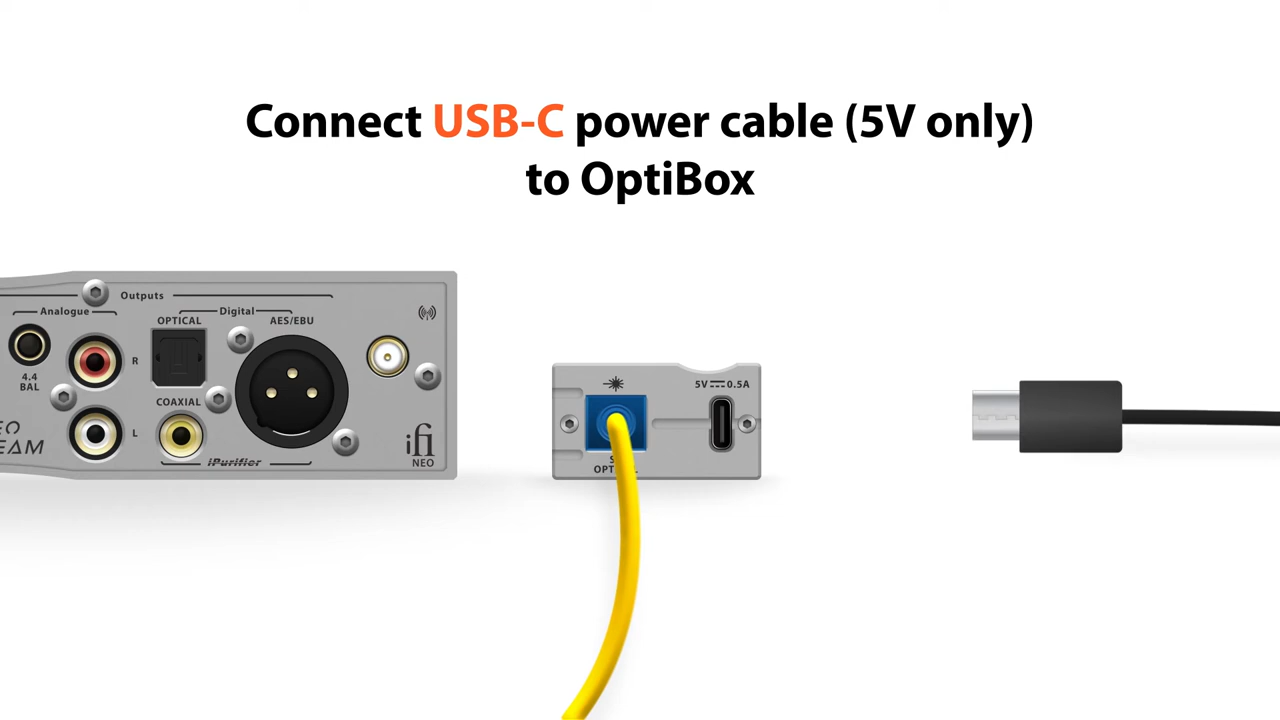 Connect USB-C power cable (5V only)
to OptiBox
Outputs
Analogue
Digital
OPTICAL
AES/EBU
R
4.4
BAL
COAXIAL
L
iPurifier
ifi
NEO
5V 0.5A